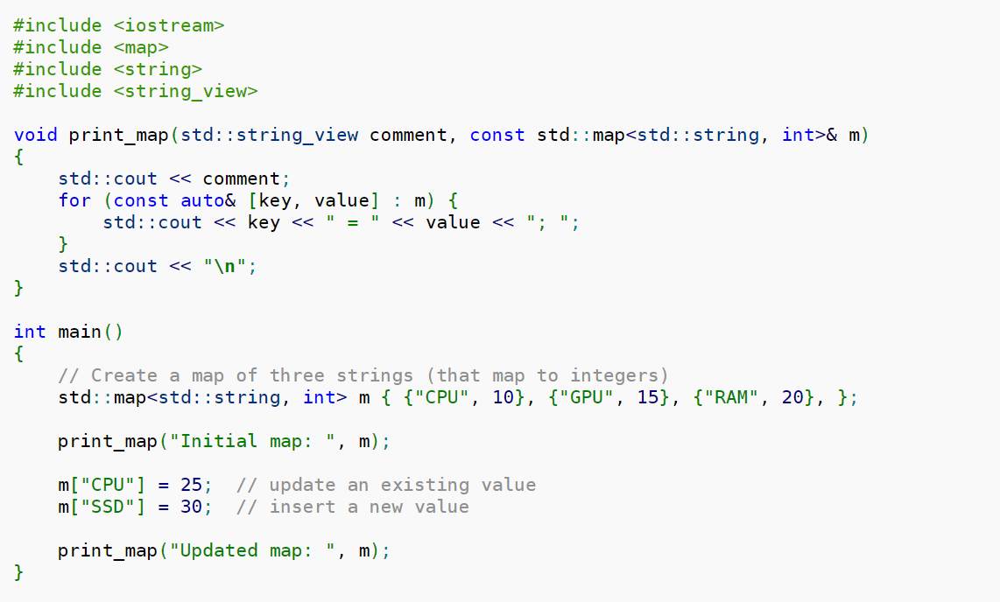 #include <iostream>
#include <map>
#include <string>
#include <string_view>

void print_map(std::string_view comment, const std::map<std::string, int>& m)
{
    std::cout << comment;
    for (const auto& [key, value] : m) {
        std::cout << key << " = " << value << "; ";
    }
    std::cout << "\n";
}

int main()
{
    // Create a map of three strings (that map to integers)
    std::map<std::string, int> m { {"CPU", 10}, {"GPU", 15}, {"RAM", 20}, };

    print_map("Initial map: ", m);

    m["CPU"] = 25;  // update an existing value
    m["SSD"] = 30;  // insert a new value

    print_map("Updated map: ", m);
}